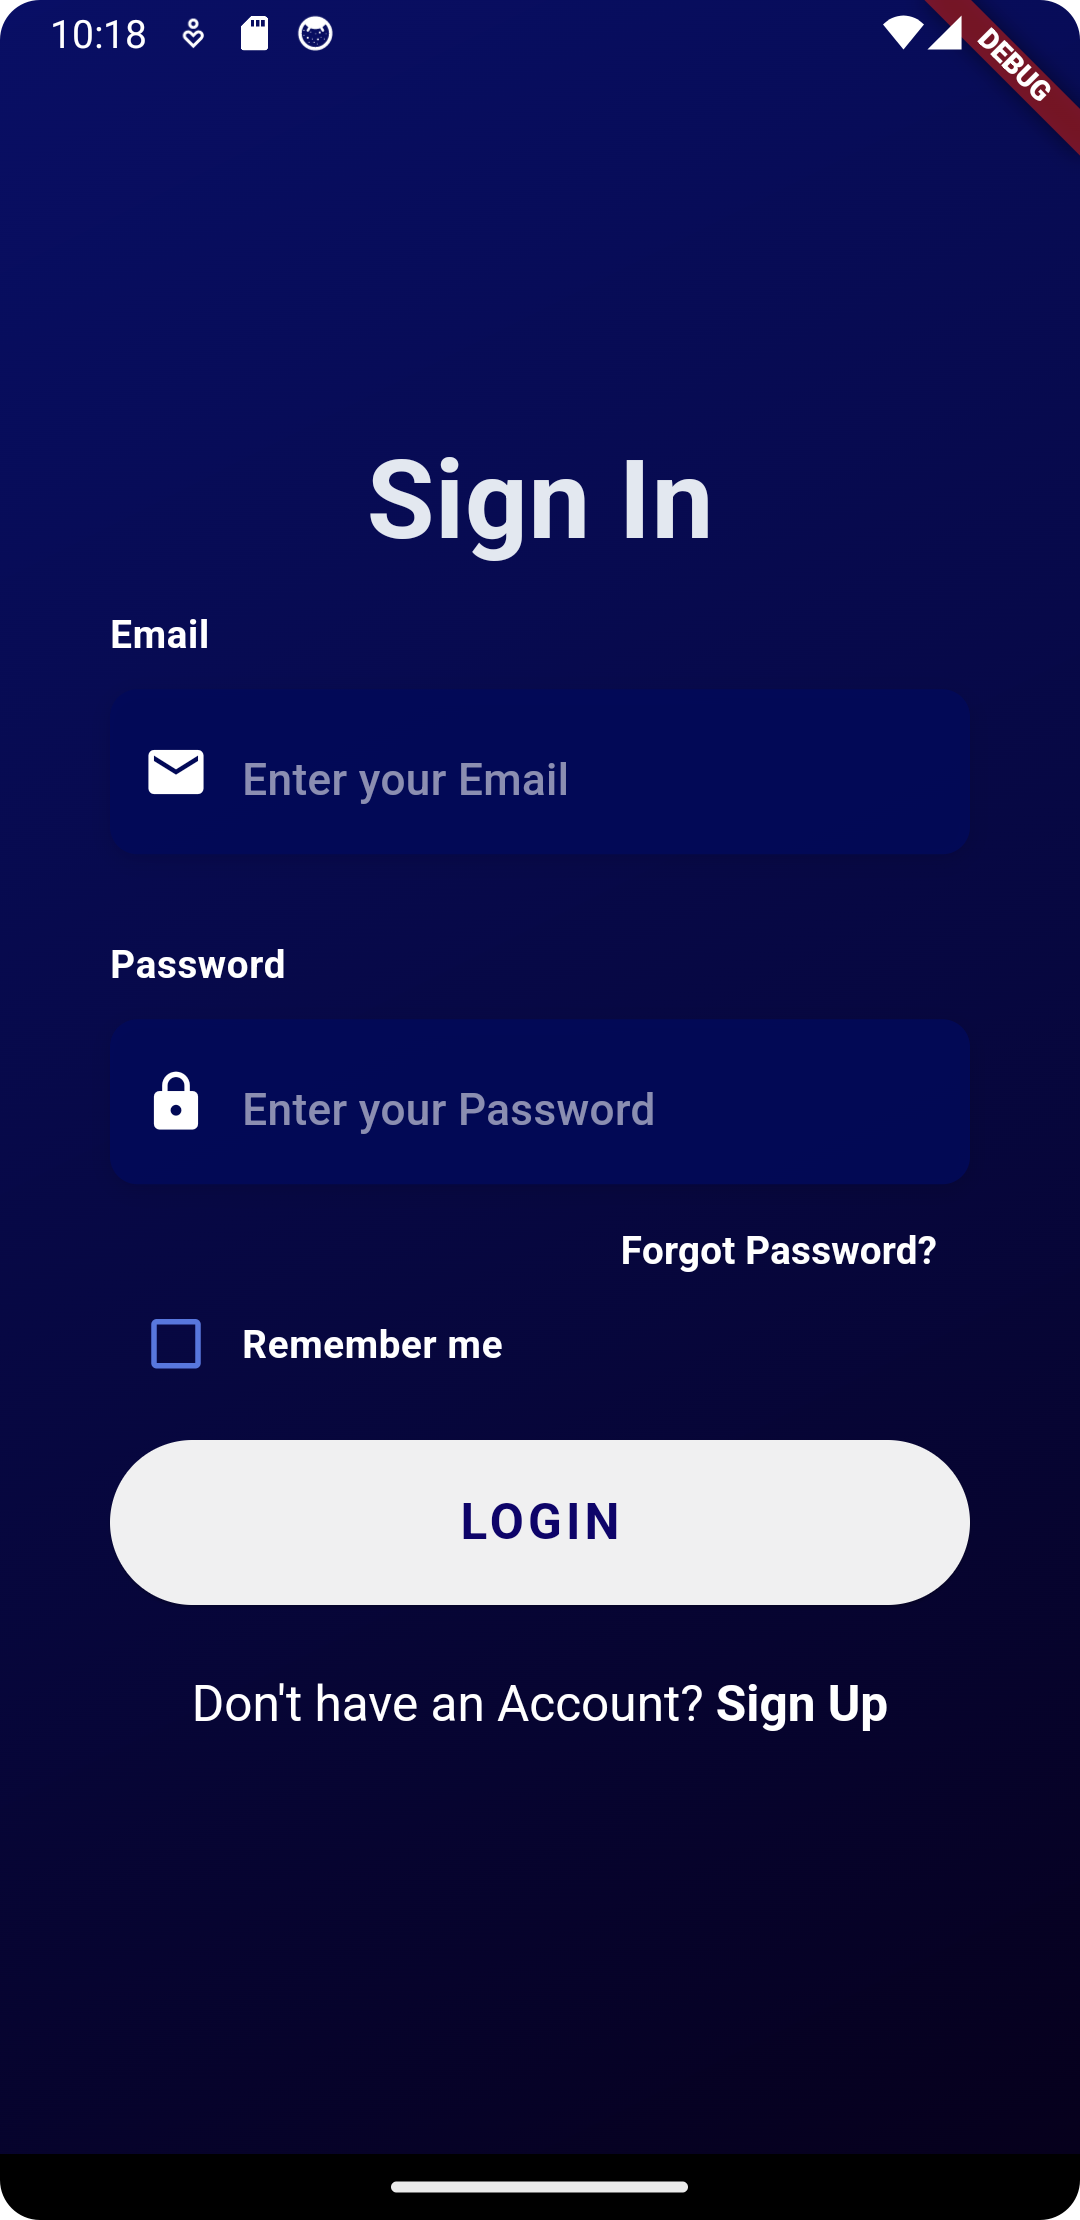 10:18
DEBUG
Sign In
Email
Enter your Email
Password
Enter your Password
Forgot Password?
Remember me
LOGIN
Don't have an Account? Sign Up